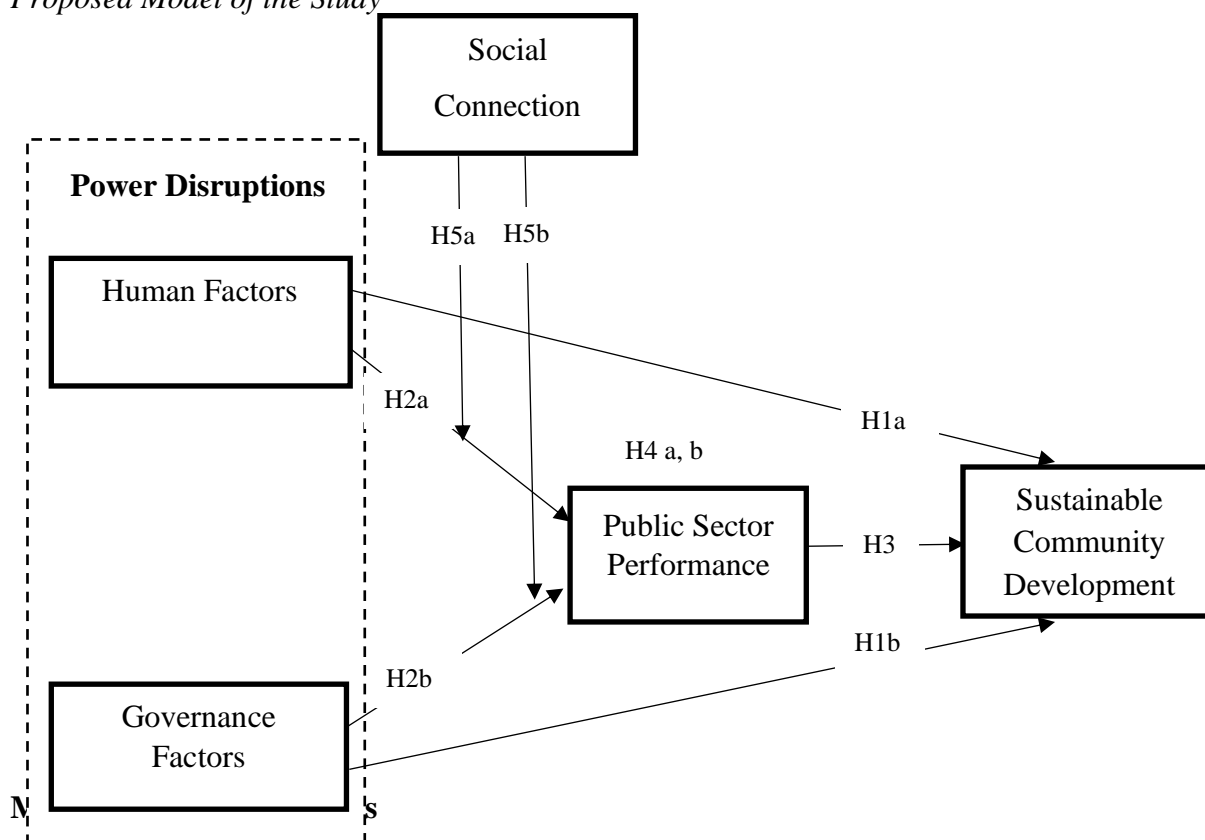 Proposed Model of the Study
Social
Connection
Power Disruptions
H5a H5b
Human Factors
H2a
H1a
H4 a, b
Public Sector
Performance
H3
Sustainable
Community
Development
H1b
H2b
Governance
Factors